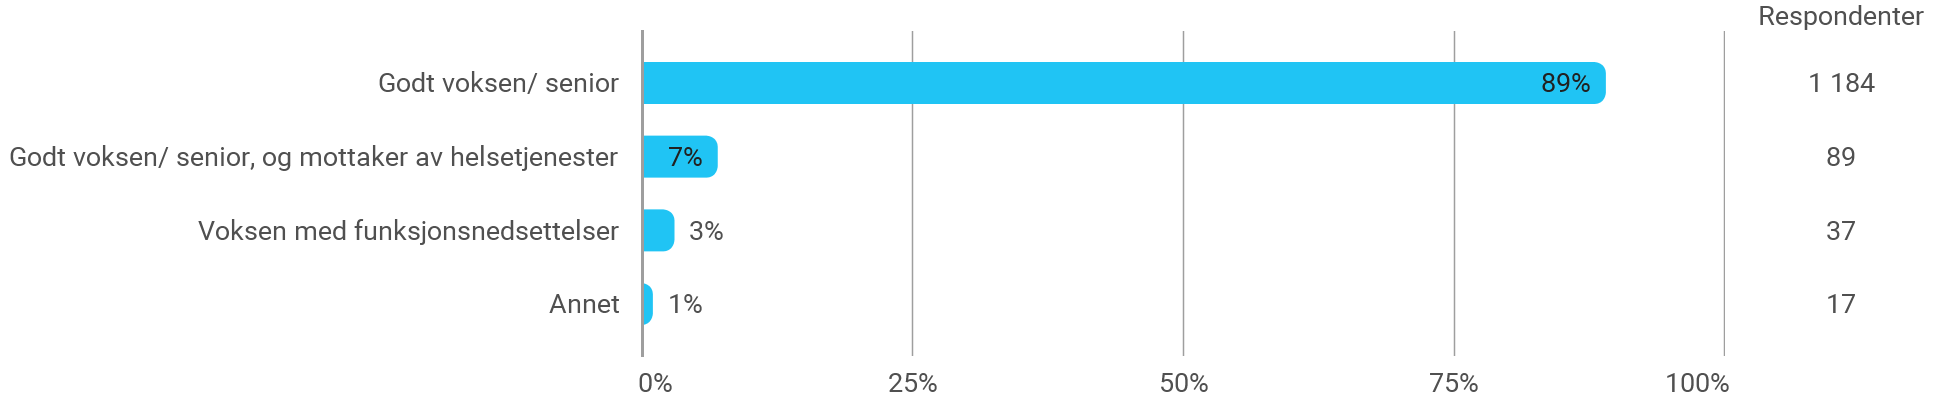 Respondenter
Godt voksen/ senior 89% 1 184
Godt voksen/ senior, og mottaker av helsetjenester 7% 89
Voksen med funksjonsnedsettelser 3% 37
Annet 1% 17
0% 25% 50% 75% 100%